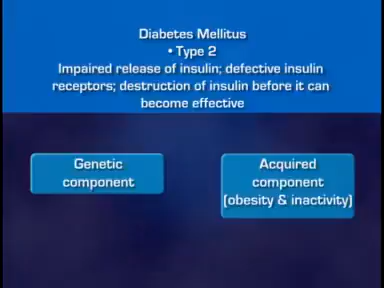 Diabetes Mellitus
• Type 2
Impaired release of insulin; defective insulin
receptors; destruction of insulin before it can
become effective
Genetic
component
Acquired
component
(obesity & inactivity)